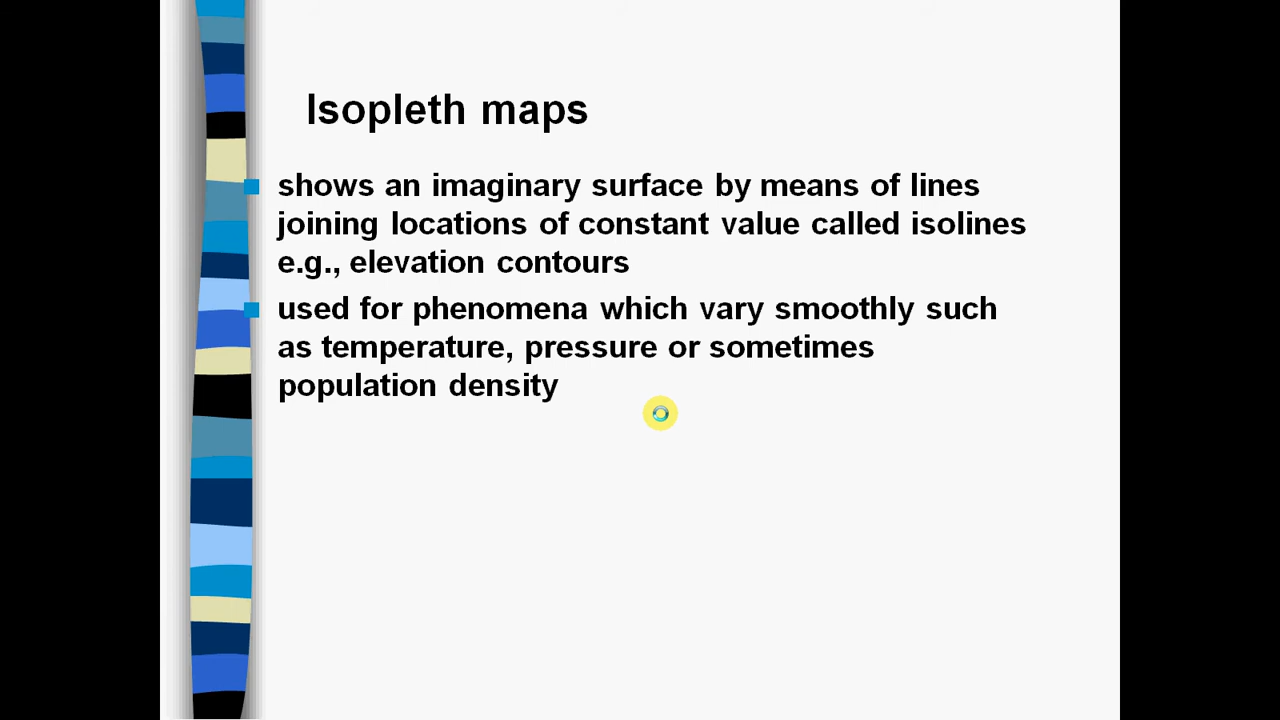 Isopleth maps
shows an imaginary surface by means of lines
joining locations of constant value called isolines
e.g., elevation contours
used for phenomena which vary smoothly such
as temperature, pressure or sometimes
population density